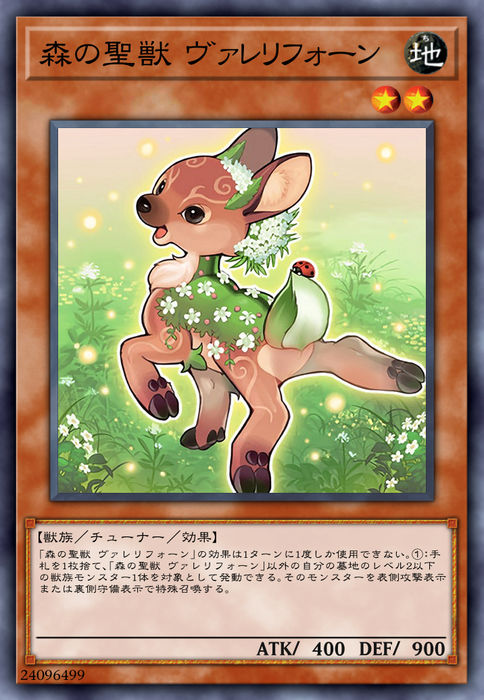 森の聖獣 ヴァレリフォーン
ち
地
【獣族／チューナー／効果】
「森の聖獣 ヴァレリフォーン」の効果は1ターンに1度しか使用できない。①：手
札を1枚捨て、「森の聖獣 ヴァレリフォーン」以外の自分の墓地のレベル2以下
の獣族モンスター1体を対象として発動できる。そのモンスターを表側攻撃表示
または裏側守備表示で特殊召喚する。
ATK/ 400 DEF/ 900
24096499